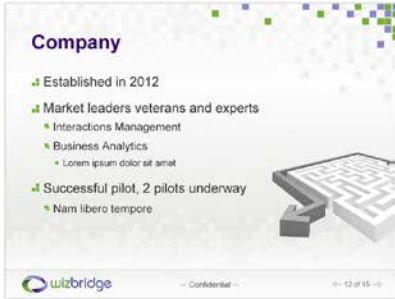 Company
Established in 2012
Market leaders veterans and experts
Interactions Management
Business Analytics
Lorem ipsum dolor sit amet
Successful pilot, 2 pilots underway
Nam libero tempore
wizbridge
— Confidential —
‹– 12 of 15 –›